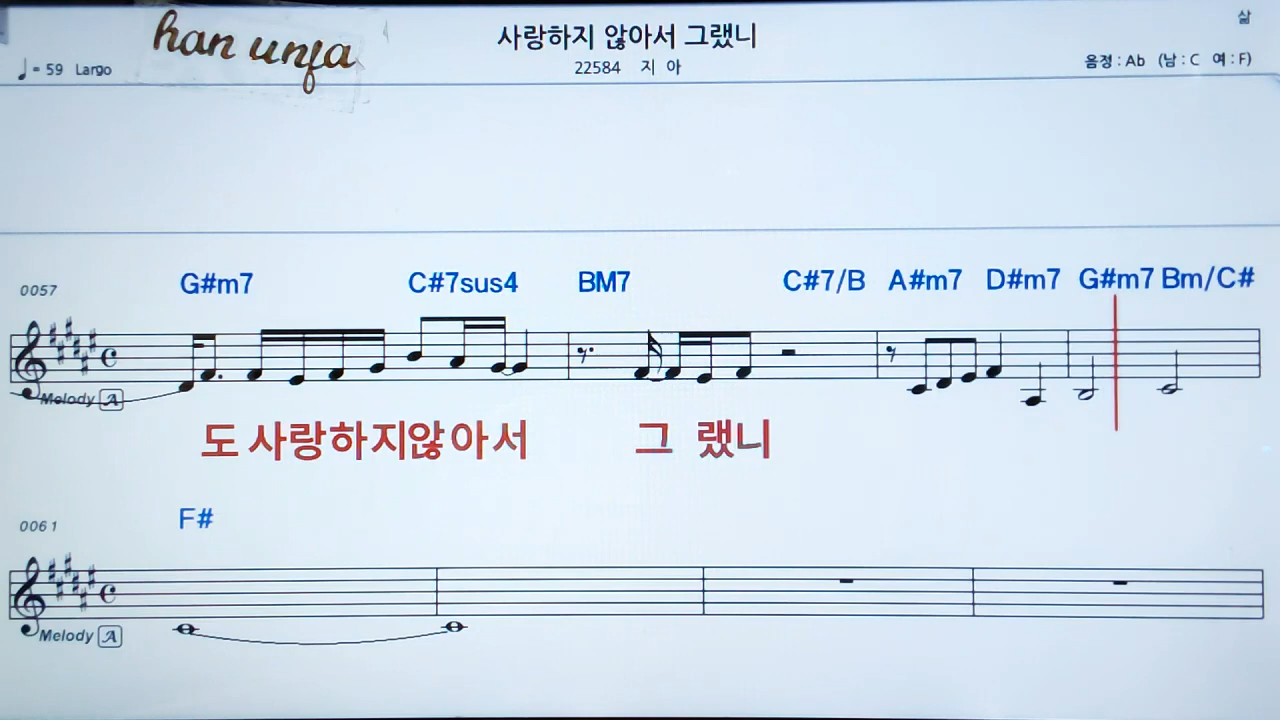 han unfa
사랑하지 않아서 그랬니
삶
♩= 59 Largo
22584 지 아
음정 : Ab (남 : C 여 : F)
G#m7 C#7sus4 BM7 C#7/B A#m7 D#m7 G#m7 Bm/C#
0057
Melody A
도 사랑하지않아서 그 랬니
F#
0061
Melody A